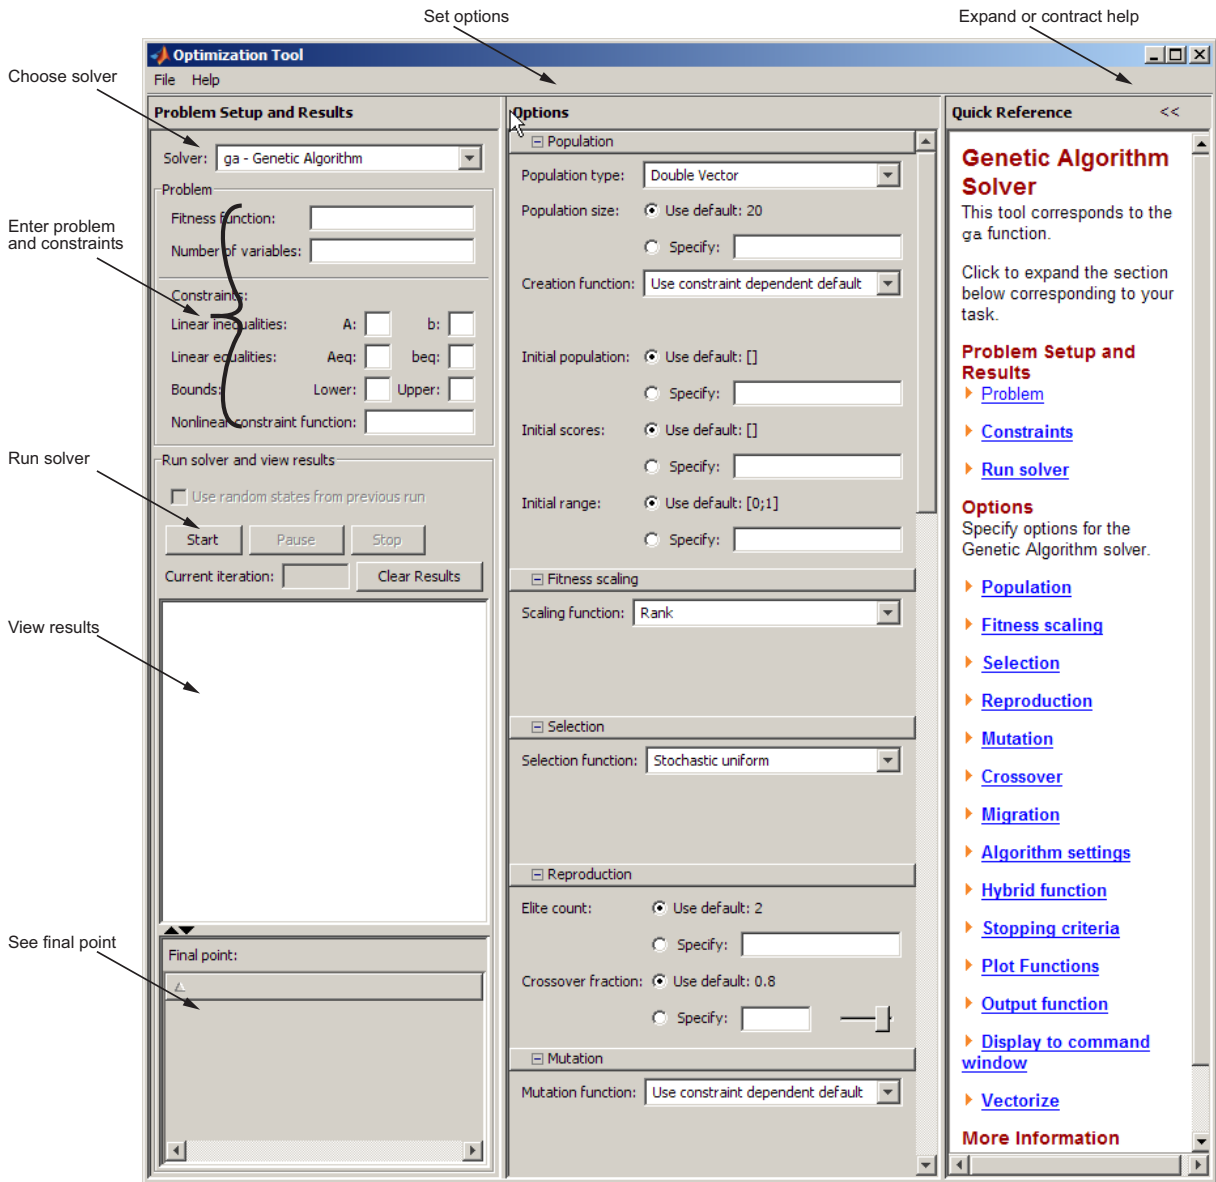 Set options
Expand or contract help
Optimization Tool
File Help
Choose solver
Problem Setup and Results
Solver: ga - Genetic Algorithm
Problem
Fitness function:
Number of variables:
Enter problem
and constraints
Constraints:
Linear inequalities: A: b:
Linear equalities: Aeq: beq:
Bounds: Lower: Upper:
Nonlinear constraint function:
Run solver
Run solver and view results
Use random states from previous run
Start Pause Stop
Current iteration: Clear Results
View results
See final point
Final point:
Options
Population
Population type: Double Vector
Population size: Use default: 20
Specify:
Creation function: Use constraint dependent default
Initial population: Use default: []
Specify:
Initial scores: Use default: []
Specify:
Initial range: Use default: [0;1]
Specify:
Fitness scaling
Scaling function: Rank
Selection
Selection function: Stochastic uniform
Reproduction
Elite count: Use default: 2
Specify:
Crossover fraction: Use default: 0.8
Specify:
Mutation
Mutation function: Use constraint dependent default
Quick Reference <<
Genetic Algorithm
Solver
This tool corresponds to the
ga function.
Click to expand the section
below corresponding to your
task.
Problem Setup and
Results
Problem
Constraints
Run solver
Options
Specify options for the
Genetic Algorithm solver.
Population
Fitness scaling
Selection
Reproduction
Mutation
Crossover
Migration
Algorithm settings
Hybrid function
Stopping criteria
Plot Functions
Output function
Display to command
window
Vectorize
More Information